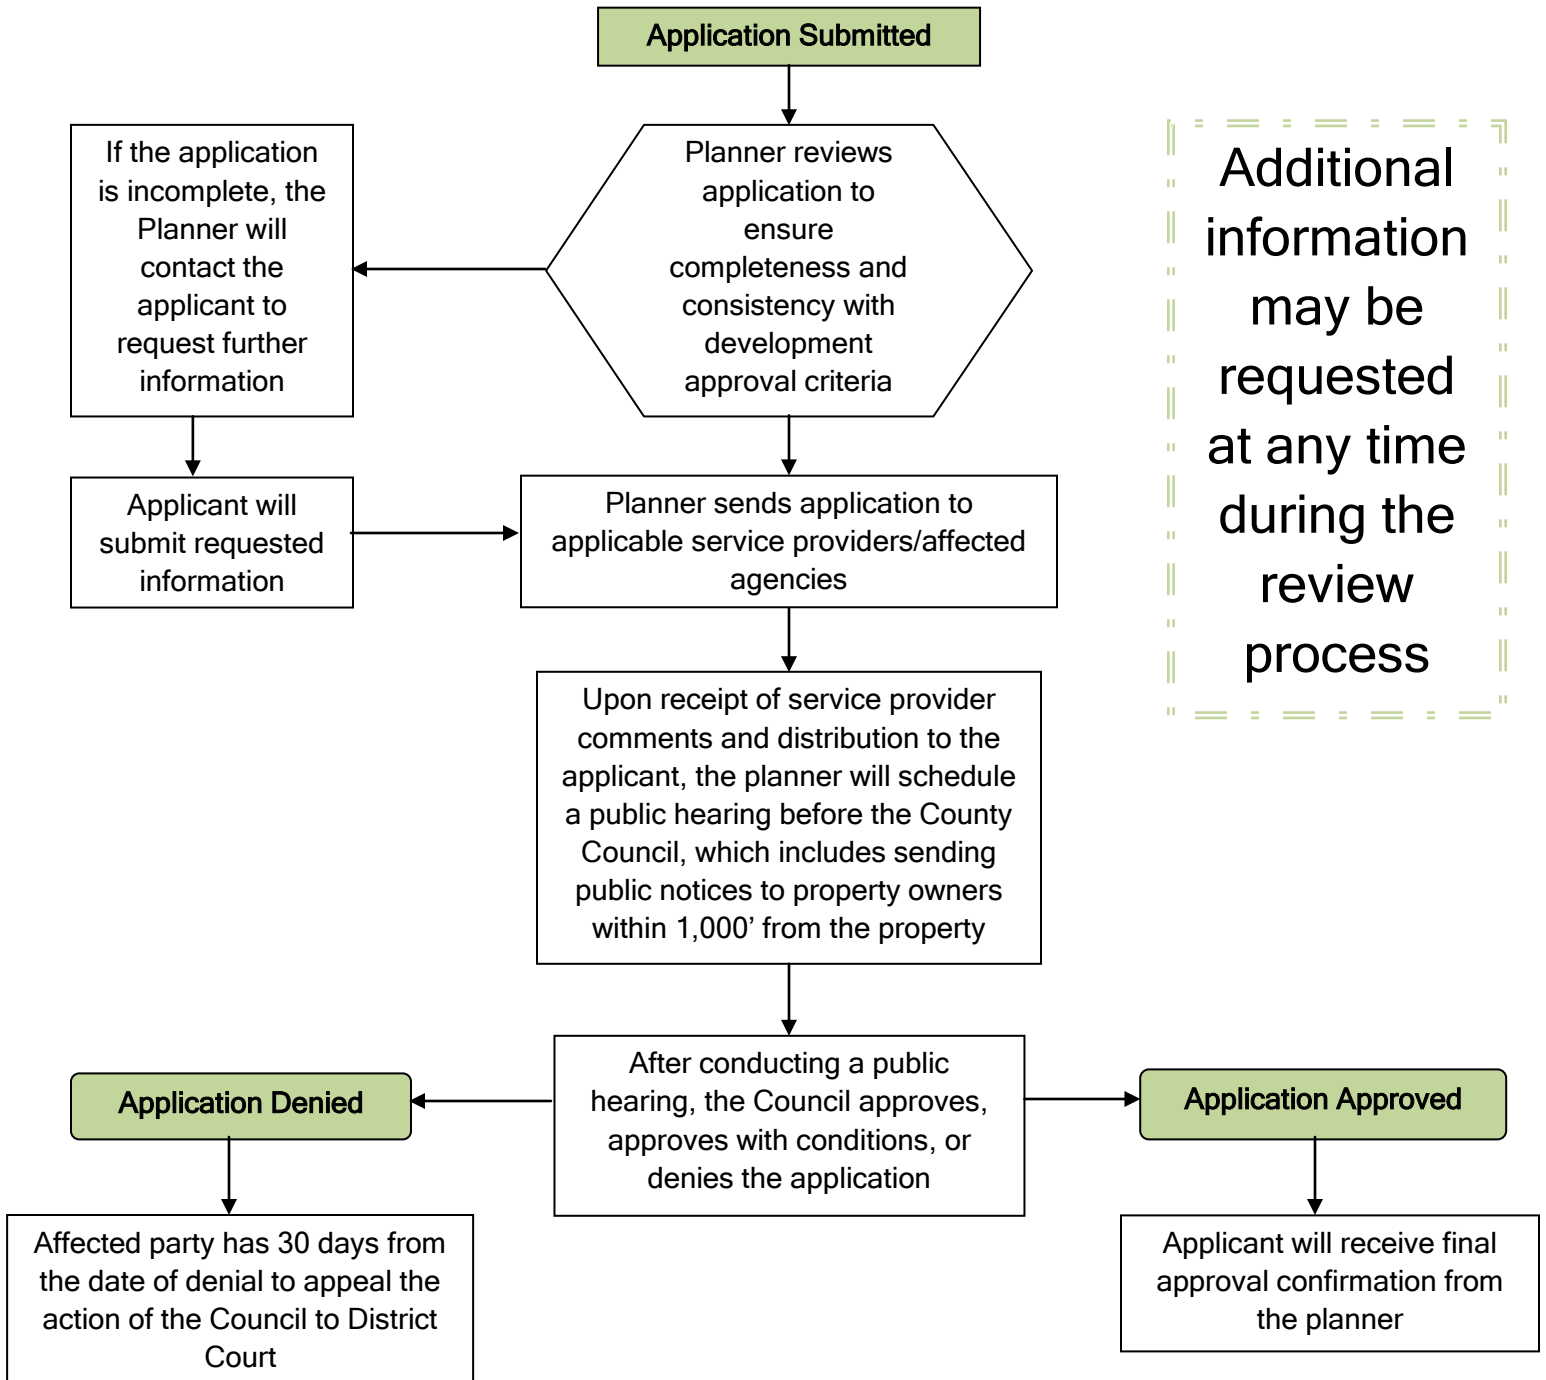 Application Submitted
If the application
is incomplete, the
Planner will
contact the
applicant to
request further
information
Planner reviews
application to
ensure
completeness and
consistency with
development
approval criteria
Additional
information
may be
requested
at any time
during the
review
process
Applicant will
submit requested
information
Planner sends application to
applicable service providers/affected
agencies
Upon receipt of service provider
comments and distribution to the
applicant, the planner will schedule
a public hearing before the County
Council, which includes sending
public notices to property owners
within 1,000’ from the property
After conducting a public
hearing, the Council approves,
approves with conditions, or
denies the application
Application Denied
Application Approved
Affected party has 30 days from
the date of denial to appeal the
action of the Council to District
Court
Applicant will receive final
approval confirmation from
the planner